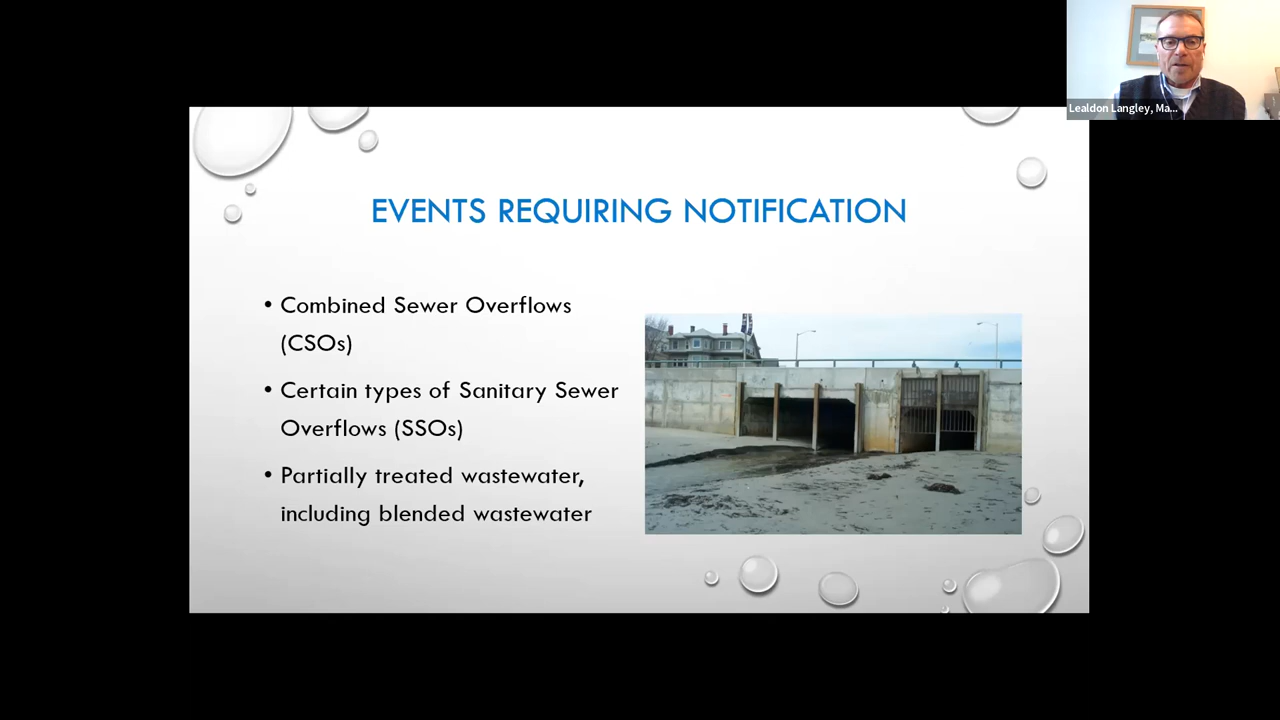 Lealdon Langley, Ma...
EVENTS REQUIRING NOTIFICATION
• Combined Sewer Overflows
(CSOs)
• Certain types of Sanitary Sewer
Overflows (SSOs)
• Partially treated wastewater,
including blended wastewater